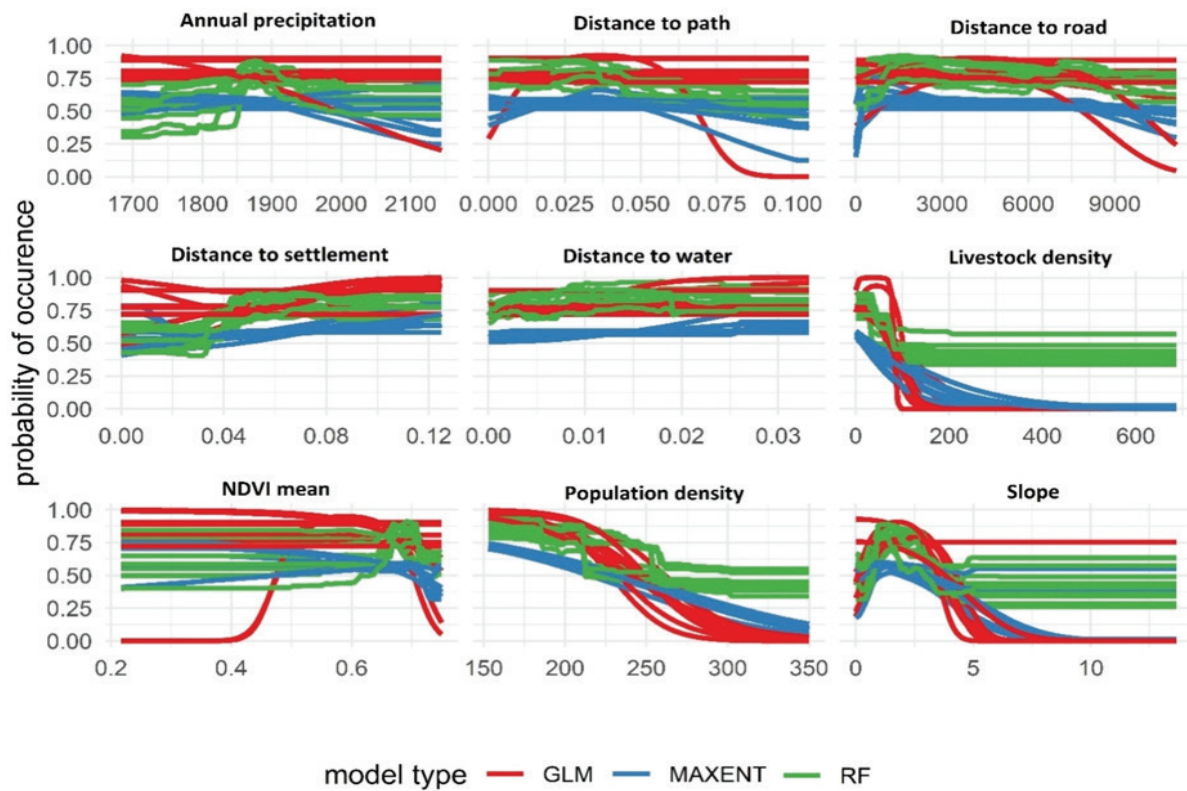 Annual precipitation
Distance to path
Distance to road
1.00
0.75
0.50
0.25
0.00
1700 1800 1900 2000 2100
0.000 0.025 0.050 0.075 0.100
0 3000 6000 9000
Distance to settlement
Distance to water
Livestock density
1.00
0.75
0.50
0.25
0.00
0.00 0.04 0.08 0.12
0.00 0.01 0.02 0.03
0 200 400 600
probability of occurence
NDVI mean
Population density
Slope
1.00
0.75
0.50
0.25
0.00
0.2 0.4 0.6
150 200 250 300 350
0 5 10
model type GLM MAXENT RF